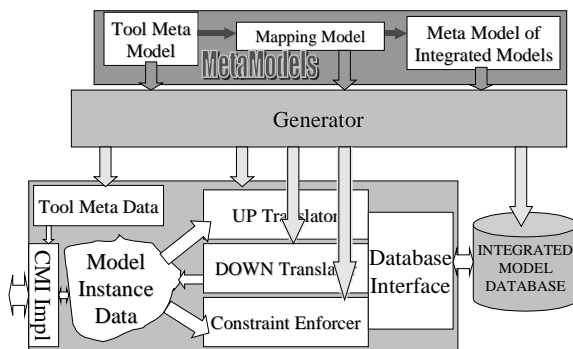 Tool Meta
Model
Mapping Model
Meta Model of
Integrated Models
MetaModels
Generator
Tool Meta Data
CMI Impl
Model
Instance
Data
UP Translator
DOWN Translator
Constraint Enforcer
Database
Interface
INTEGRATED
MODEL
DATABASE